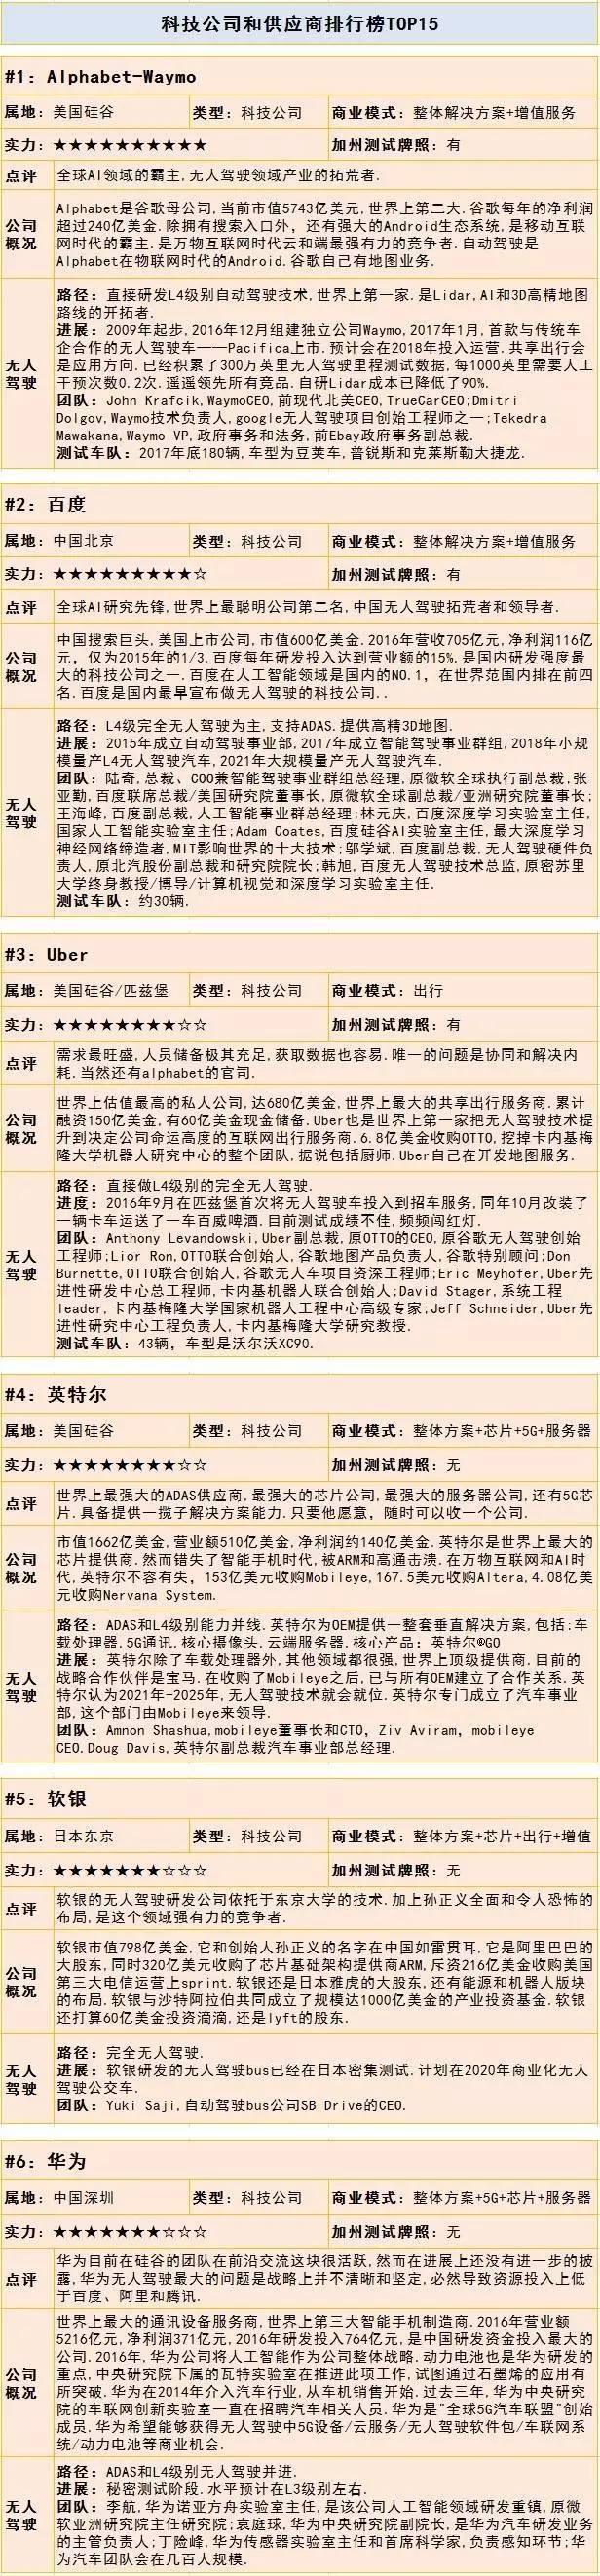 科技公司和供应商排行榜TOP15
#1: Alphabet-Waymo
属地: 美国硅谷 类型: 科技公司 商业模式: 整体解决方案+增值服务
实力: ★★★★★★★★★★ 加州测试牌照: 有
点评 全球AI领域的霸主,无人驾驶领域产业的拓荒者.
公司概况
Alphabet是谷歌母公司,当前市值5743亿美元,世界上第二大.谷歌每年的净利润
超过240亿美金.除拥有搜索入口外, 还有强大的Android生态系统,是移动互联
网时代的霸主.是万物互联网时代云和端最强有力的竞争者.自动驾驶是
Alphabet在物联网时代的Android.谷歌自己有地图业务.
无人驾驶
路径: 直接研发L4级别自动驾驶技术,世界上第一家.是Lidar,AI和3D高精地图
路线的开拓者.
进展: 2009年起步,2016年12月组建独立公司Waymo,2017年1月,首款与传统车
企合作的无人驾驶车——Pacifica上市.预计会在2018年投入运营.共享出行会
是应用方向.已经积累了300万英里无人驾驶里程测试数据,每1000英里需要人工
干预次数0.2次.遥遥领先所有竞品.自研Lidar成本已降低了90%.
团队: John Krafcik,WaymoCEO,前现代北美CEO,TrueCarCEO;Dmitri
Dolgov,Waymo技术负责人,google无人驾驶项目创始工程师之一;Tekedra
Mawakana,Waymo VP,政府事务和法务,前Ebay政府事务副总裁.
测试车队: 2017年底180辆,车型为豆荚车,普锐斯和克莱斯勒大捷龙.
#2: 百度
属地: 中国北京 类型: 科技公司 商业模式: 整体解决方案+增值服务
实力: ★★★★★★★★★☆ 加州测试牌照: 有
点评 全球AI研究先锋,世界上最聪明公司第二名,中国无人驾驶拓荒者和领导者.
公司概况
中国搜索巨头,美国上市公司,市值600亿美金.2016年营收705亿元,净利润116亿
元, 仅为2015年的1/3.百度每年研发投入达到营业额的15%.是国内研发强度最
大的科技公司之一.百度在人工智能领域是国内的NO.1, 在世界范围内排在前四
名.百度是国内最早宣布做无人驾驶的科技公司..
无人驾驶
路径: L4级完全无人驾驶为主,支持ADAS.提供高精3D地图.
进展: 2015年成立自动驾驶事业部,2017年成立智能驾驶事业群组,2018年小规
模量产L4无人驾驶汽车,2021年大规模量产无人驾驶汽车.
团队: 陆奇,总裁、COO兼智能驾驶事业群组总经理,原微软全球执行副总裁;张
亚勤,百度联席总裁/美国研究院董事长,原微软全球副总裁/亚洲研究院董事长;
王海峰,百度副总裁,人工智能事业群总经理;林元庆,百度深度学习实验室主任,
国家人工智能实验室主任;Adam Coates,百度硅谷AI实验室主任,最大深度学习
神经网络缔造者,MIT影响世界的十大技术;邬学斌,百度副总裁,无人驾驶硬件负
责人,原北汽股份副总裁和研究院院长;韩旭,百度无人驾驶技术总监,原密苏里
大学终身教授/博导/计算机视觉和深度学习实验室主任.
测试车队: 约30辆.
#3: Uber
属地: 美国硅谷/匹兹堡 类型: 科技公司 商业模式: 出行
实力: ★★★★★★★★☆☆ 加州测试牌照: 有
点评
需求最旺盛,人员储备极其充足,获取数据也容易.唯一的问题是协同和解决内
耗.当然还有alphabet的官司.
公司概况
世界上估值最高的私人公司,达680亿美金,世界上最大的共享出行服务商.累计
融资150亿美金,有60亿美金现金储备.Uber也是世界上第一家把无人驾驶技术提
升到决定公司命运高度的互联网出行服务商.6.8亿美金收购OTTO,挖掉卡内基梅
隆大学机器人研究中心的整个团队,据说包括厨师.Uber自己在开发地图服务.
无人驾驶
路径: 直接做L4级别的完全无人驾驶.
进度: 2016年9月在匹兹堡首次将无人驾驶车投入到招车服务,同年10月改装了
一辆卡车运送了一车百威啤酒.目前测试成绩不佳,频频闯红灯.
团队: Anthony Levandowski,Uber副总裁,原OTTO的CEO,原谷歌无人驾驶创始
工程师;Lior Ron,OTTO联合创始人,谷歌地图产品负责人,谷歌特别顾问;Don
Burnette,OTTO联合创始人,谷歌无人车项目资深工程师;Eric Meyhofer,Uber先
进性研发中心总工程师,卡内基机器人联合创始人;David Stager,系统工程
leader,卡内基梅隆大学国家机器人工程中心高级专家;Jeff Schneider,Uber先
进性研究中心工程负责人,卡内基梅隆大学研究教授.
测试车队: 43辆, 车型是沃尔沃XC90.
#4: 英特尔
属地: 美国硅谷 类型: 科技公司 商业模式: 整体方案+芯片+5G+服务器
实力: ★★★★★★★★☆☆ 加州测试牌照: 无
点评
世界上最强大的ADAS供应商,最强大的芯片公司,最强大的服务器公司,还有5G芯
片.具备提供一揽子解决方案能力.只要他愿意, 随时可以收一个公司.
公司概况
市值1662亿美金,营业额510亿美金,净利润约140亿美金.英特尔是世界上最大的
芯片提供商.然而错失了智能手机时代,被ARM和高通击溃.在万物互联网和AI时
代,英特尔不容有失, 153亿美元收购Mobileye,167.5美元收购Altera,4.08亿美
元收购Nervana System.
无人驾驶
路径: ADAS和L4级别能力并线.英特尔为OEM提供一整套垂直解决方案,包括;车
载处理器,5G通讯,核心摄像头,云端服务器.核心产品: 英特尔®GO
进展: 英特尔除了车载处理器外,其他领域都很强,世界上顶级提供商.目前的
战略合作伙伴是宝马.在收购了Mobileye之后,已与所有OEM建立了合作关系.英
特尔认为2021年-2025年,无人驾驶技术就会就位.英特尔专门成立了汽车事业
部,这个部门由Mobileye来领导.
团队: Amnon Shashua,mobileye董事长和CTO, Ziv Aviram, mobileye
CEO.Doug Davis,英特尔副总裁汽车事业部总经理.
#5: 软银
属地: 日本东京 类型: 科技公司 商业模式: 整体方案+芯片+出行+增值
实力: ★★★★★★★☆☆☆ 加州测试牌照: 无
点评
软银的无人驾驶研发公司依托于东京大学的技术.加上孙正义全面和令人恐怖的
布局,是这个领域强有力的竞争者.
公司概况
软银市值798亿美金,它和创始人孙正义的名字在中国如雷贯耳,它是阿里巴巴的
大股东,同时320亿美元收购了芯片基础架构提供商ARM,斥资216亿美金收购美国
第三大电信运营上sprint.软银还是日本雅虎的大股东,还有能源和机器人版块
的布局.软银与沙特阿拉伯共同成立了规模达1000亿美金的产业投资基金.软银
还打算60亿美金投资滴滴,还是lyft的股东.
无人驾驶
路径: 完全无人驾驶.
进展: 软银研发的无人驾驶bus已经在日本密集测试.计划在2020年商业化无人
驾驶公交车.
团队: Yuki Saji,自动驾驶bus公司SB Drive的CEO.
#6: 华为
属地: 中国深圳 类型: 科技公司 商业模式: 整体方案+5G+芯片+服务器
实力: ★★★★★★★☆☆☆ 加州测试牌照: 无
点评
华为目前在硅谷的团队在前沿交流这块很活跃,然而在进展上还没有进一步的披
露,华为无人驾驶最大的问题是战略上并不清晰和坚定,必然导致资源投入上低
于百度、阿里和腾讯.
公司概况
世界上最大的通讯设备服务商,世界上第三大智能手机制造商.2016年营业额
5216亿元,净利润371亿元,2016年研发投入764亿元,是中国研发资金投入最大的
公司.2016年,华为公司将人工智能作为公司整体战略.动力电池也是华为研发的
重点,中央研究院下属的瓦特实验室在推进此项工作,试图通过石墨烯的应用有
所突破.华为在2014年介入汽车行业,从车机销售开始.过去三年,华为中央研究
院的车联网创新实验室一直在招聘汽车相关人员.华为是"全球5G汽车联盟"创始
成员.华为希望能够获得无人驾驶中5G设备/云服务/无人驾驶软件包/车联网系
统/动力电池等商业机会.
无人驾驶
路径: ADAS和L4级别无人驾驶并进.
进展: 秘密测试阶段.水平预计在L3级别左右.
团队: 李航,华为诺亚方舟实验室主任,是该公司人工智能领域研发重镇,原微
软亚洲研究院主任研究院;袁庭球,华为中央研究院副院长,是华为汽车研发业务
的主管负责人;丁险峰,华为传感器实验室主任和首席科学家,负责感知环节;华
为汽车团队会在几百人规模.